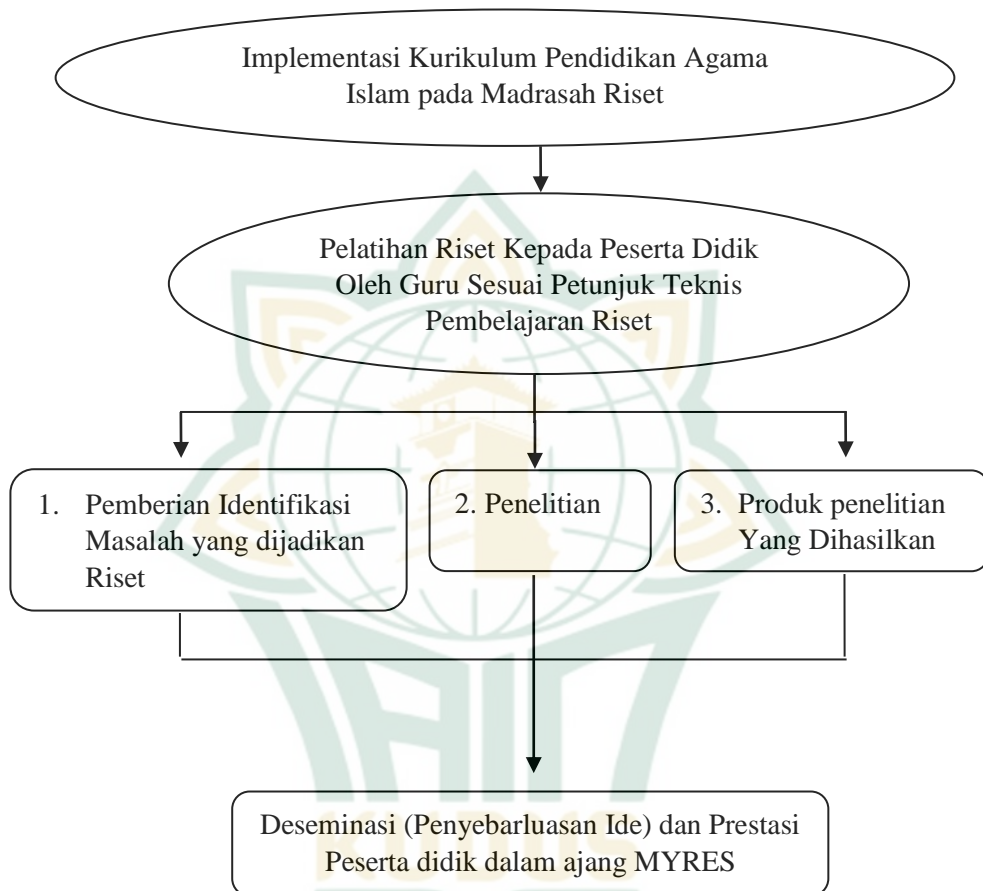 Implementasi Kurikulum Pendidikan Agama
Islam pada Madrasah Riset
Pelatihan Riset Kepada Peserta Didik
Oleh Guru Sesuai Petunjuk Teknis
Pembelajaran Riset
1. Pemberian Identifikasi
Masalah yang dijadikan
Riset
2. Penelitian
3. Produk penelitian
Yang Dihasilkan
Deseminasi (Penyebarluasan Ide) dan Prestasi
Peserta didik dalam ajang MYRES
KUDUS